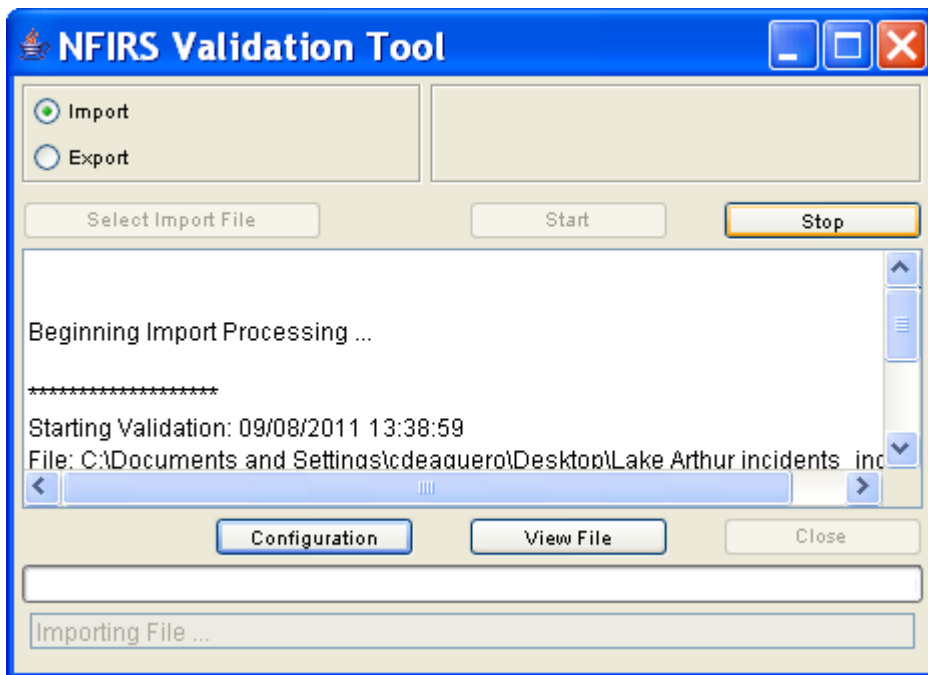 NFIRS Validation Tool
Import
Export
Select Import File
Start
Stop
Beginning Import Processing ...
*******************
Starting Validation: 09/08/2011 13:38:59
File: C:\Documents and Settings\cdeaguero\Desktop\Lake Arthur incidents_inc
Configuration
View File
Close
Importing File ...